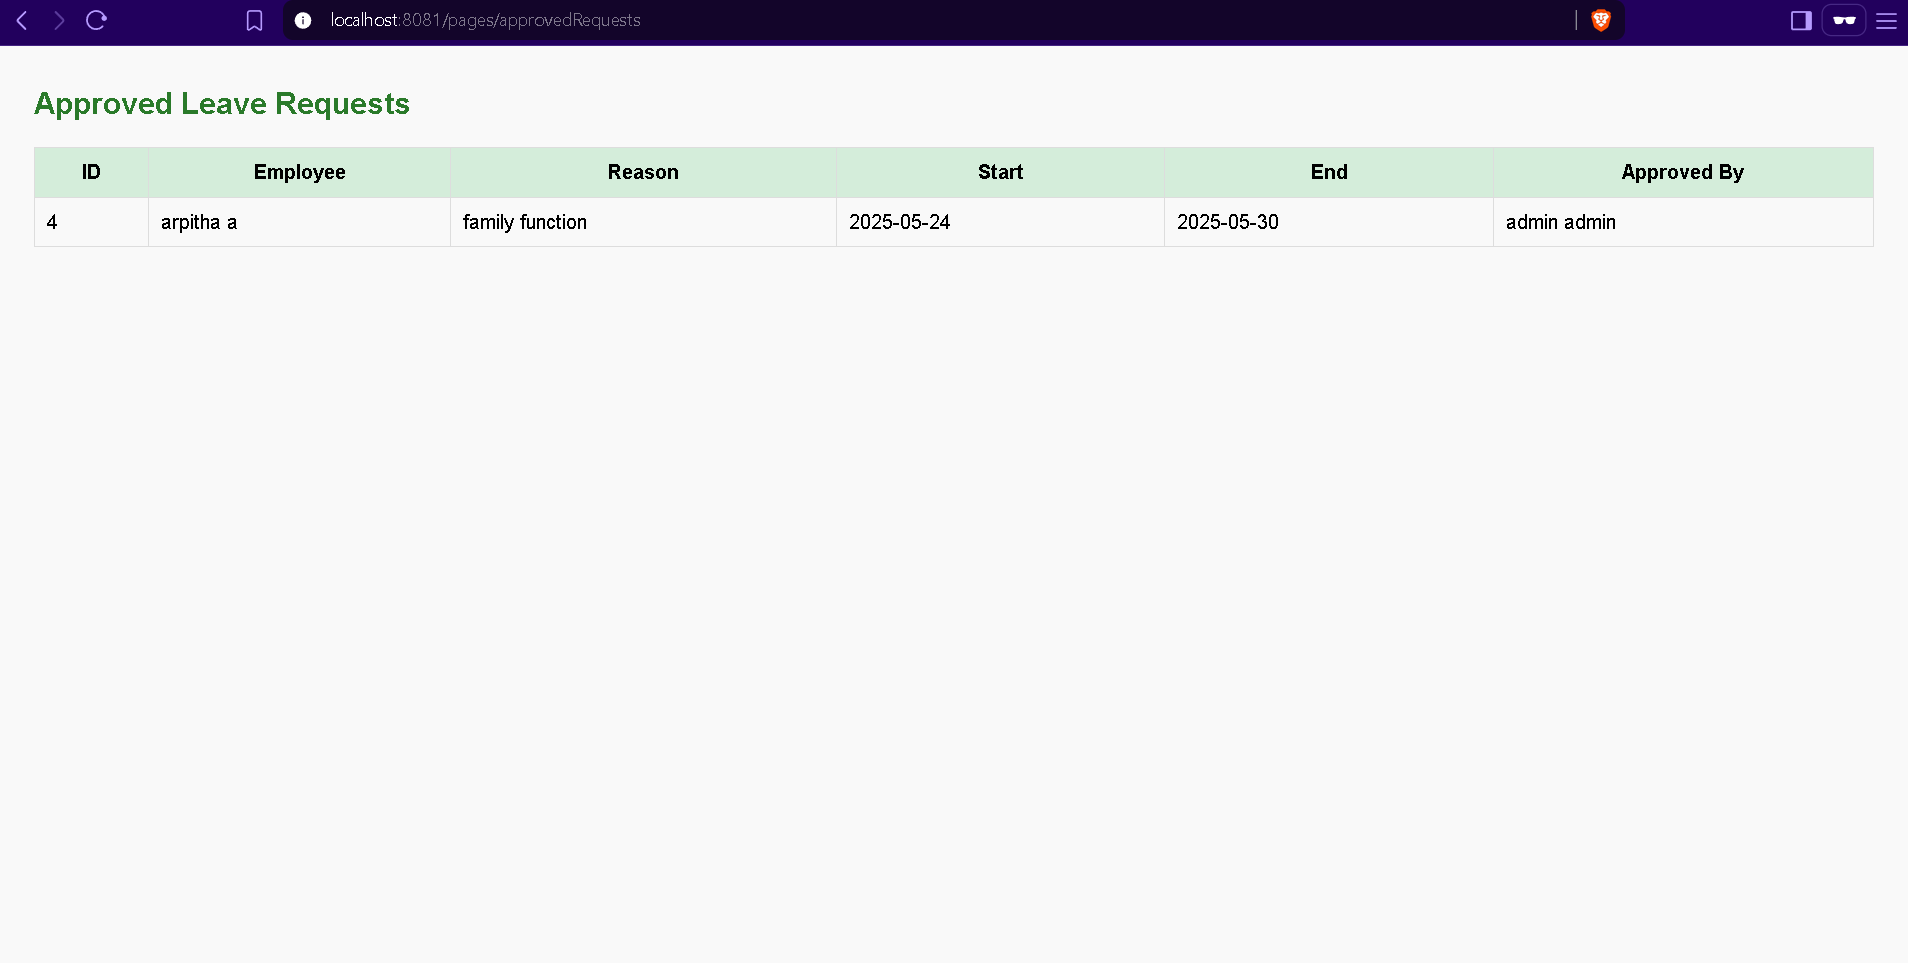 localhost:8081/pages/approvedRequests
Approved Leave Requests
ID Employee Reason Start End Approved By
4 arpitha a family function 2025-05-24 2025-05-30 admin admin